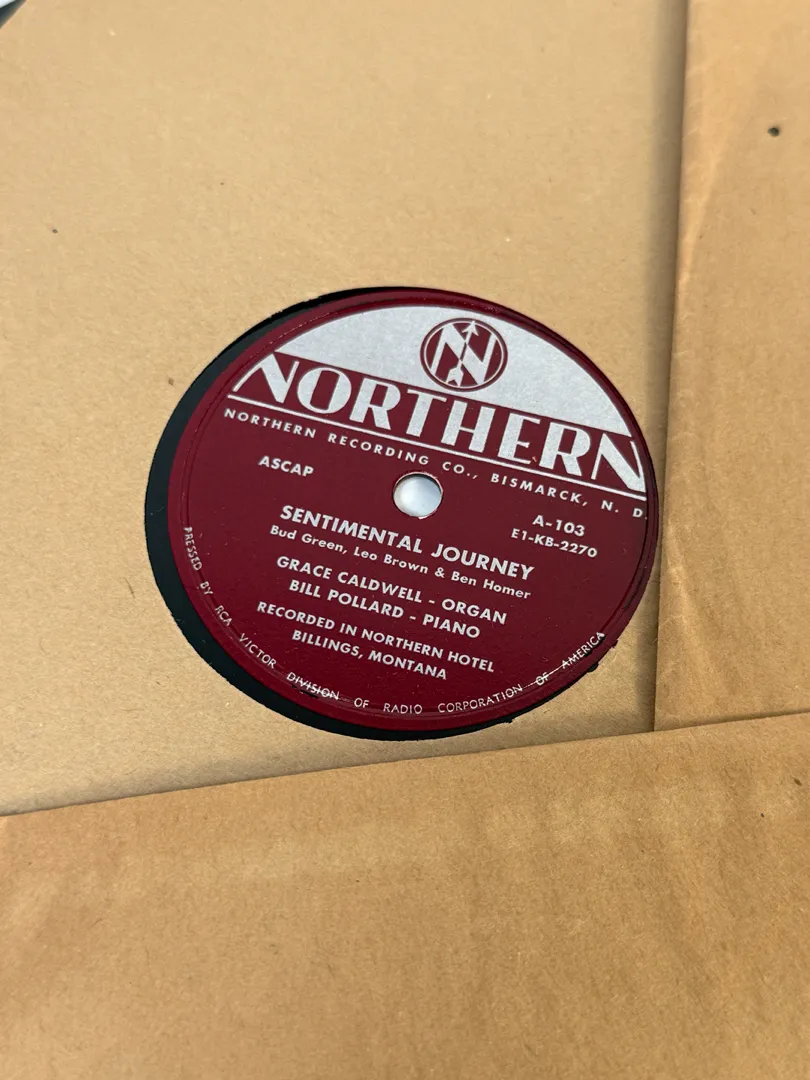 N
NORTHERN
NORTHERN RECORDING CO., BISMARCK, N. D.
ASCAP
A-103
E1-KB-2270
SENTIMENTAL JOURNEY
Bud Green, Leo Brown & Ben Homer
GRACE CALDWELL - ORGAN
BILL POLLARD - PIANO
RECORDED IN NORTHERN HOTEL
BILLINGS, MONTANA
PRESSED BY RCA VICTOR DIVISION OF RADIO CORPORATION OF AMERICA